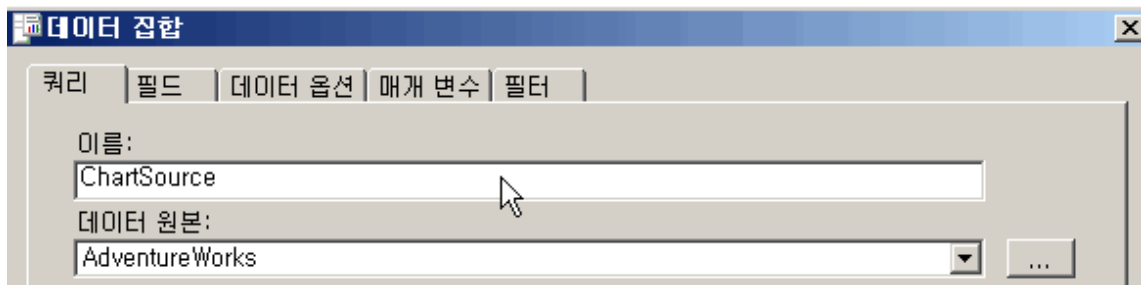 데이터 집합
쿼리 필드 데이터 옵션 매개 변수 필터
이름:
ChartSource
데이터 원본:
AdventureWorks ...